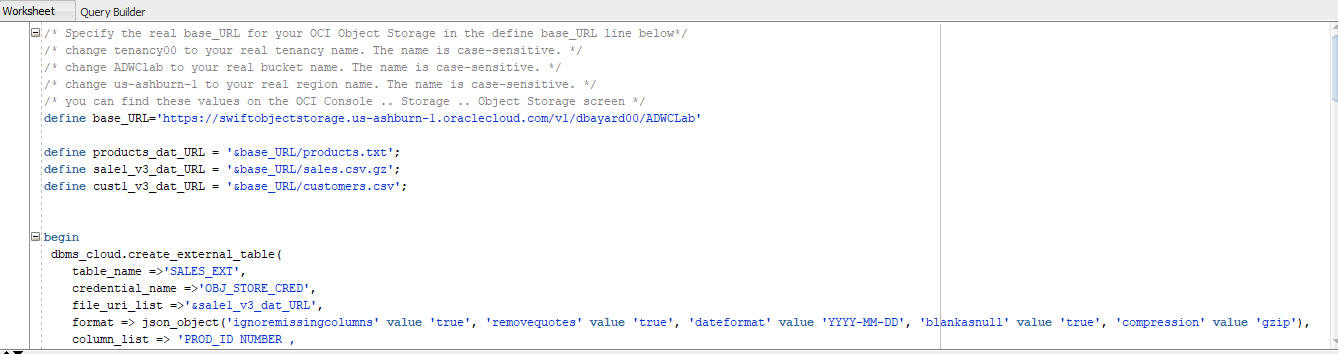 Worksheet Query Builder
/* Specify the real base_URL for your OCI Object Storage in the define base_URL line below*/
/* change tenancy00 to your real tenancy name. The name is case-sensitive. */
/* change ADWClab to your real bucket name. The name is case-sensitive. */
/* change us-ashburn-1 to your real region name. The name is case-sensitive. */
/* you can find these values on the OCI Console .. Storage .. Object Storage screen */
define base_URL='https://swiftobjectstorage.us-ashburn-1.oraclecloud.com/v1/dbayard00/ADWCLab'
define products_dat_URL = '&base_URL/products.txt';
define sale1_v3_dat_URL = '&base_URL/sales.csv.gz';
define cust1_v3_dat_URL = '&base_URL/customers.csv';
begin
dbms_cloud.create_external_table(
table_name =>'SALES_EXT',
credential_name =>'OBJ_STORE_CRED',
file_uri_list =>'&sale1_v3_dat_URL',
format => json_object('ignoremissingcolumns' value 'true', 'removequotes' value 'true', 'dateformat' value 'YYYY-MM-DD', 'blankasnull' value 'true', 'compression' value 'gzip'),
column_list => 'PROD_ID NUMBER ,